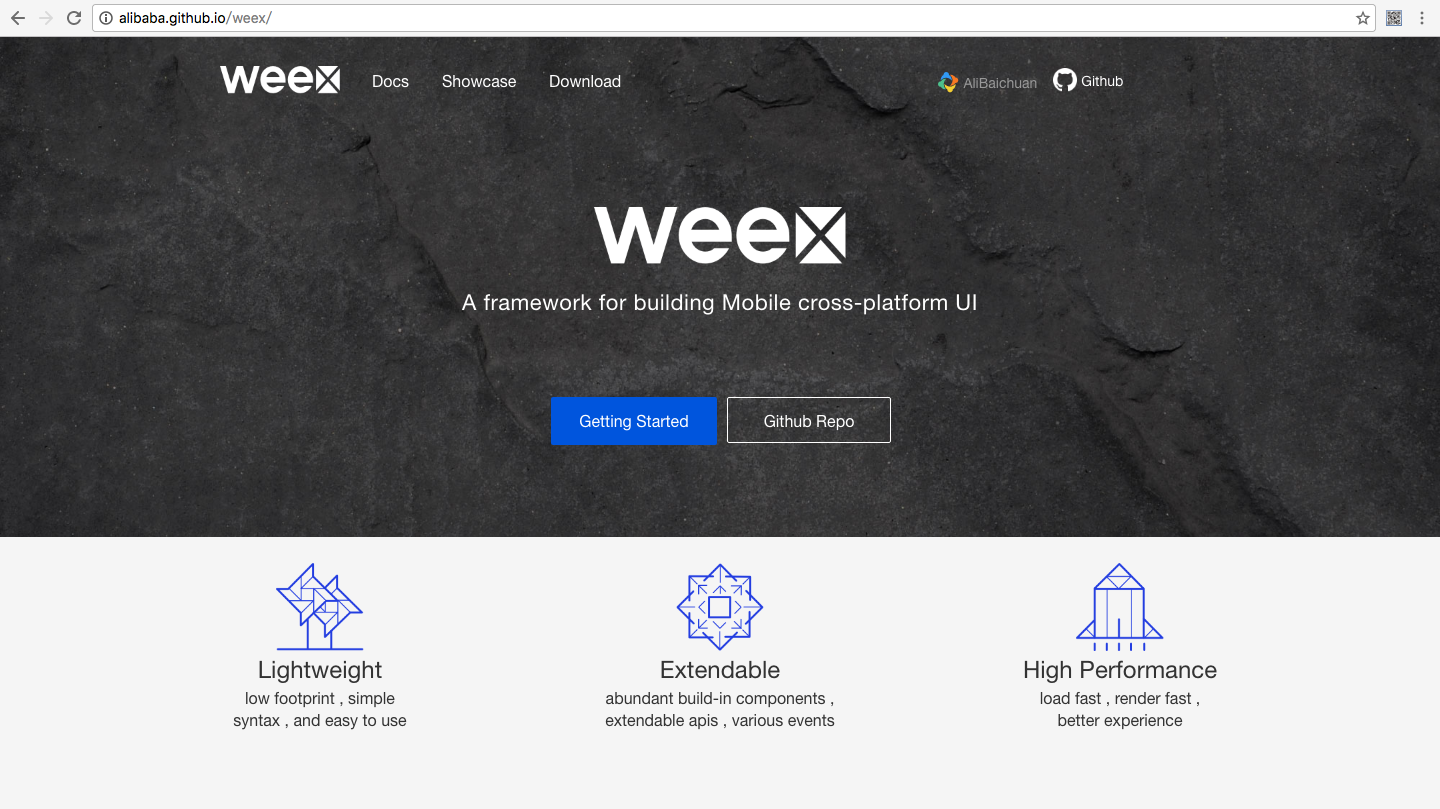 alibaba.github.io/weex/
weex Docs Showcase Download AliBaichuan Github
weex
A framework for building Mobile cross-platform UI
Getting Started Github Repo
Lightweight
low footprint , simple
syntax , and easy to use
Extendable
abundant build-in components ,
extendable apis , various events
High Performance
load fast , render fast ,
better experience